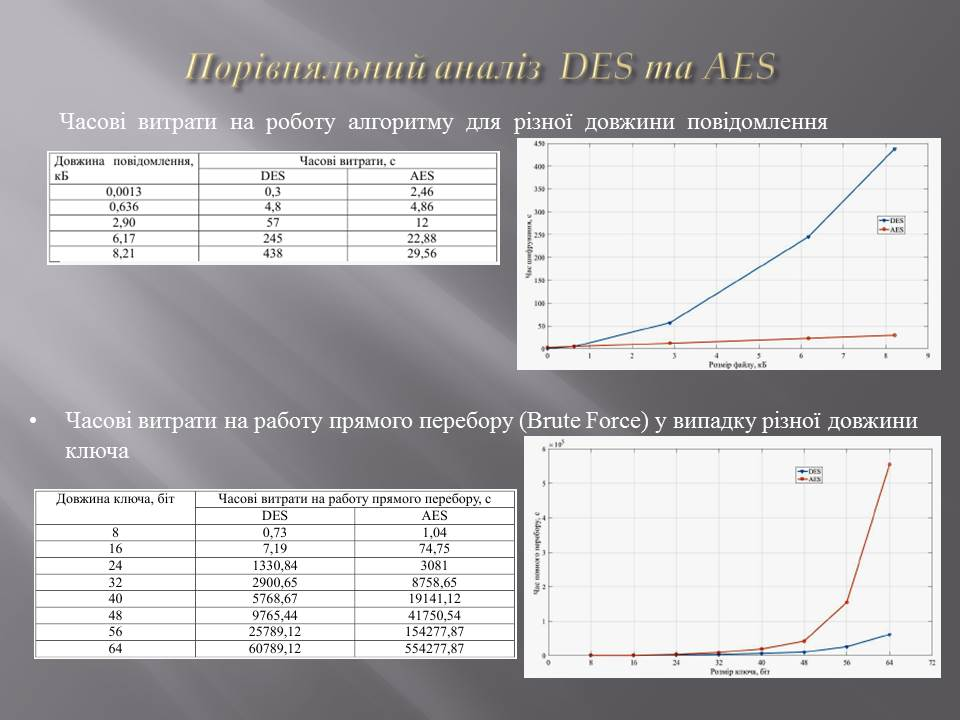 Порівняльний аналіз DES та AES
Часові витрати на роботу алгоритму для різної довжини повідомлення
Довжина повідомлення, кБ Часові витрати, с
DES AES
0,0013 0,3 2,46
0,636 4,8 4,86
2,90 57 12
6,17 245 22,88
8,21 438 29,56
450
400
350
300
250
200
150
100
50
0
Час шифрування, с
DES
AES
0 1 2 3 4 5 6 7 8 9
Розмір файлу, кБ
• Часові витрати на работу прямого перебору (Brute Force) у випадку різної довжини
ключа
Довжина ключа, біт Часові витрати на работу прямого перебору, с
DES AES
8 0,73 1,04
16 7,19 74,75
24 1330,84 3081
32 2900,65 8758,65
40 5768,67 19141,12
48 9765,44 41750,54
56 25789,12 154277,87
64 60789,12 554277,87
× 10⁵
6
5
4
3
2
1
0
Час повного перебору, с
DES
AES
0 8 16 24 32 40 48 56 64 72
Розмір ключа, біт